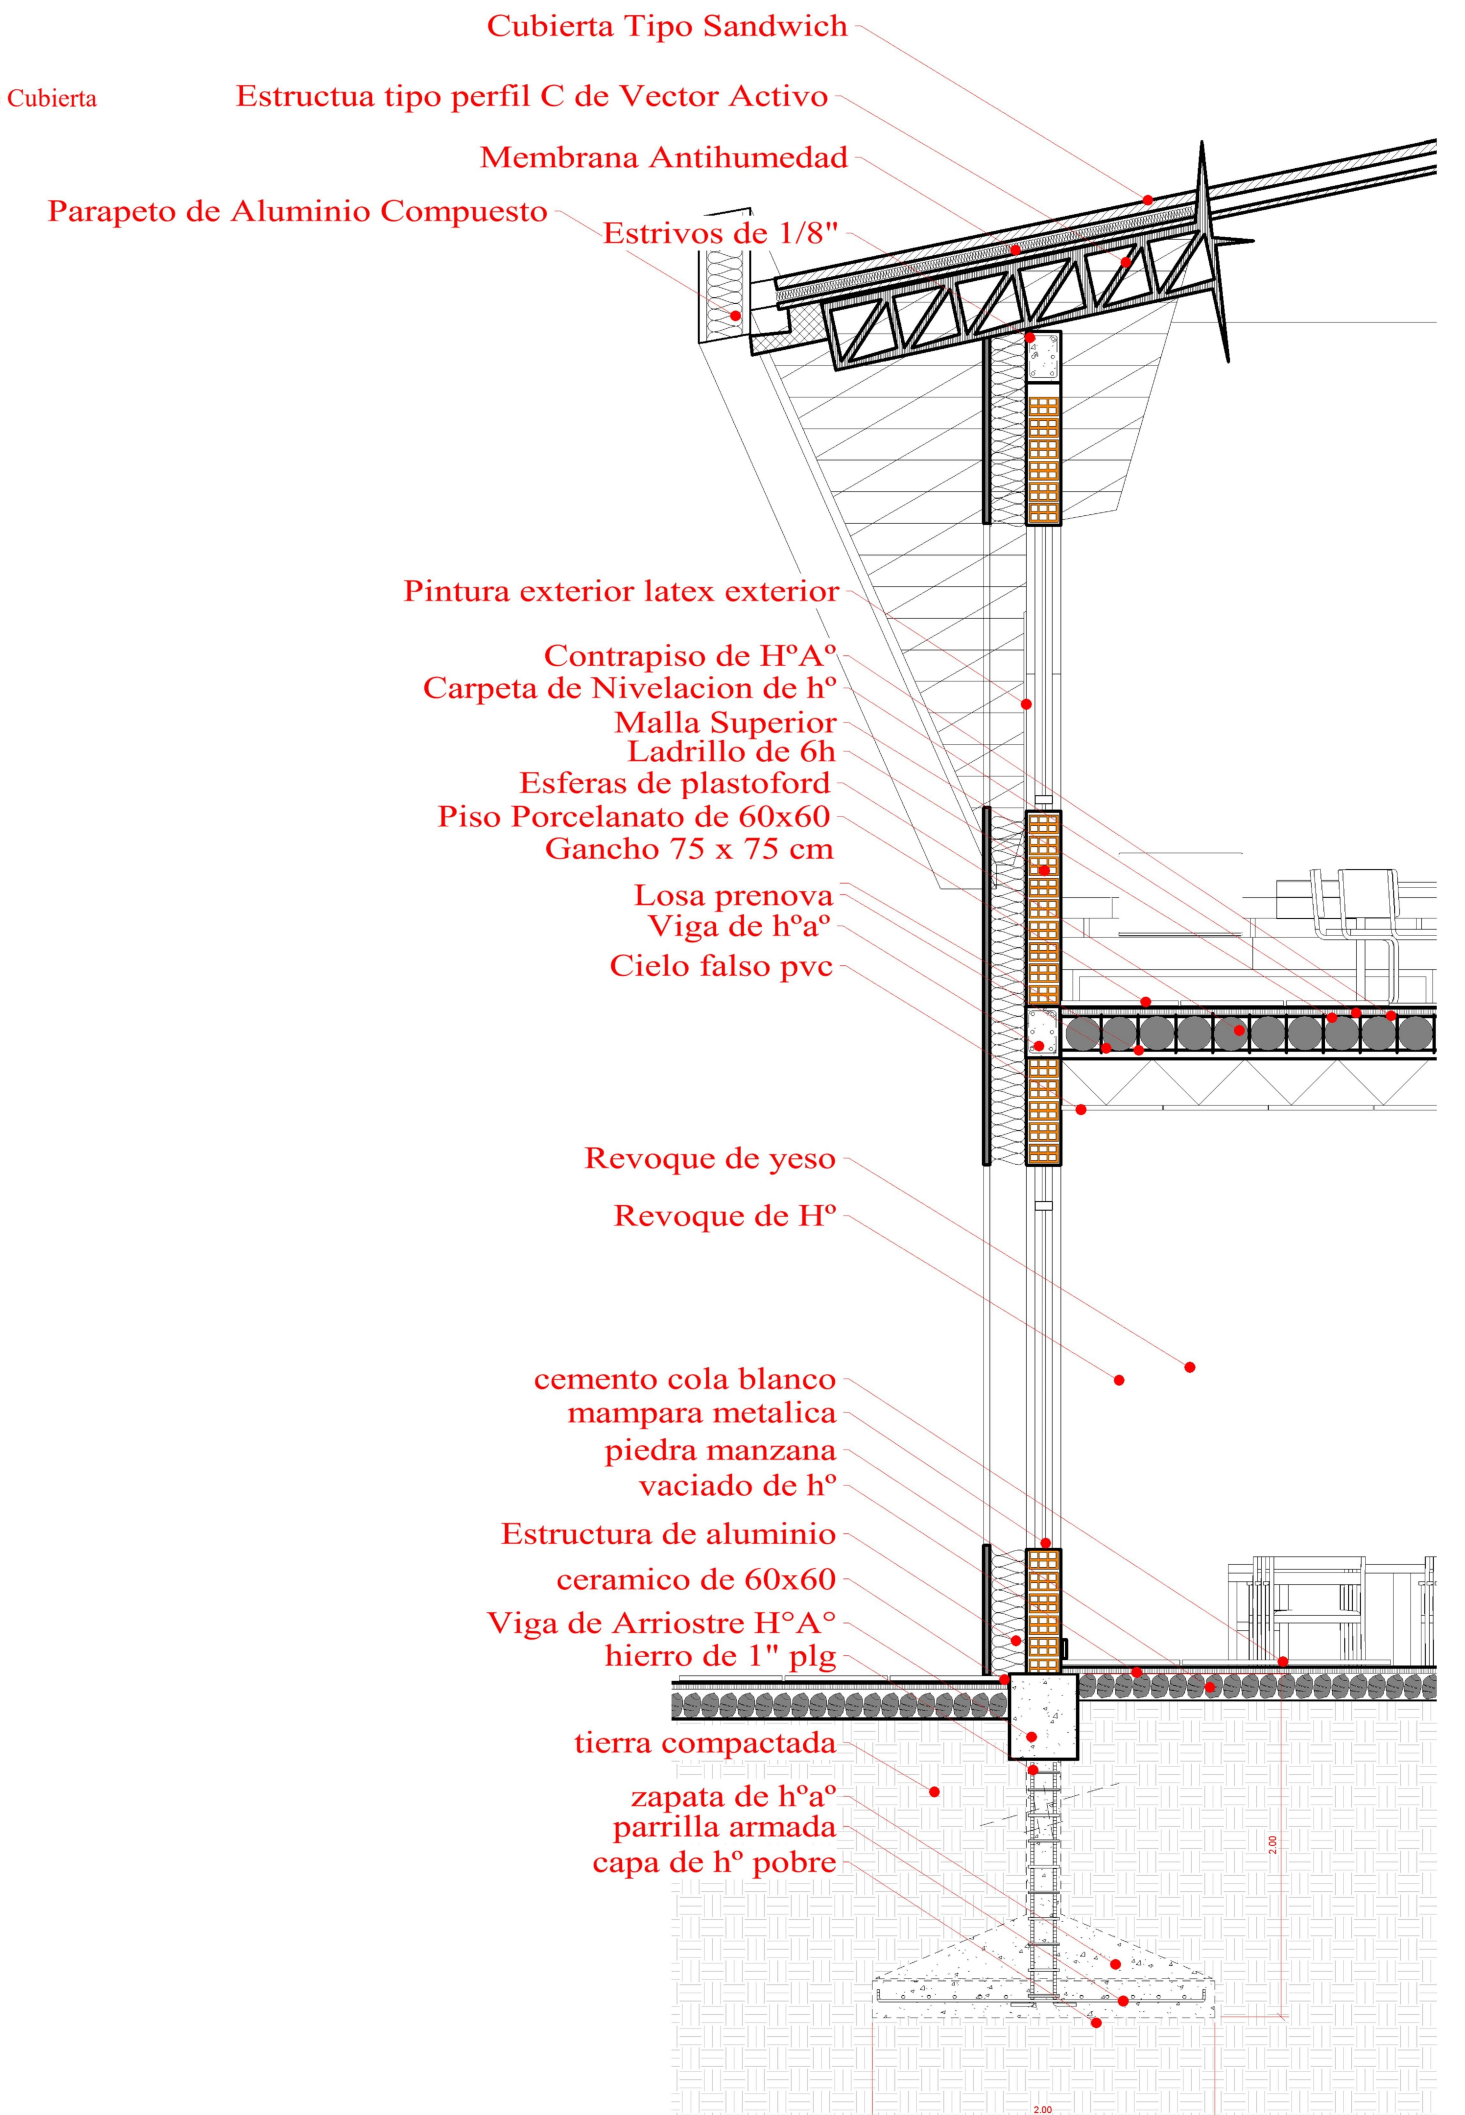 Cubierta Tipo Sandwich
Cubierta
Estructua tipo perfil C de Vector Activo
Membrana Antihumedad
Parapeto de Aluminio Compuesto
Estrivos de 1/8"
Pintura exterior latex exterior
Contrapiso de HºAº
Carpeta de Nivelacion de hº
Malla Superior
Ladrillo de 6h
Esferas de plastoford
Piso Porcelanato de 60x60
Gancho 75 x 75 cm
Losa prenova
Viga de hºaº
Cielo falso pvc
Revoque de yeso
Revoque de Hº
cemento cola blanco
mampara metalica
piedra manzana
vaciado de hº
Estructura de aluminio
ceramico de 60x60
Viga de Arriostre H°A°
hierro de 1" plg
tierra compactada
zapata de hºaº
parrilla armada
capa de hº pobre
2.00
2.00